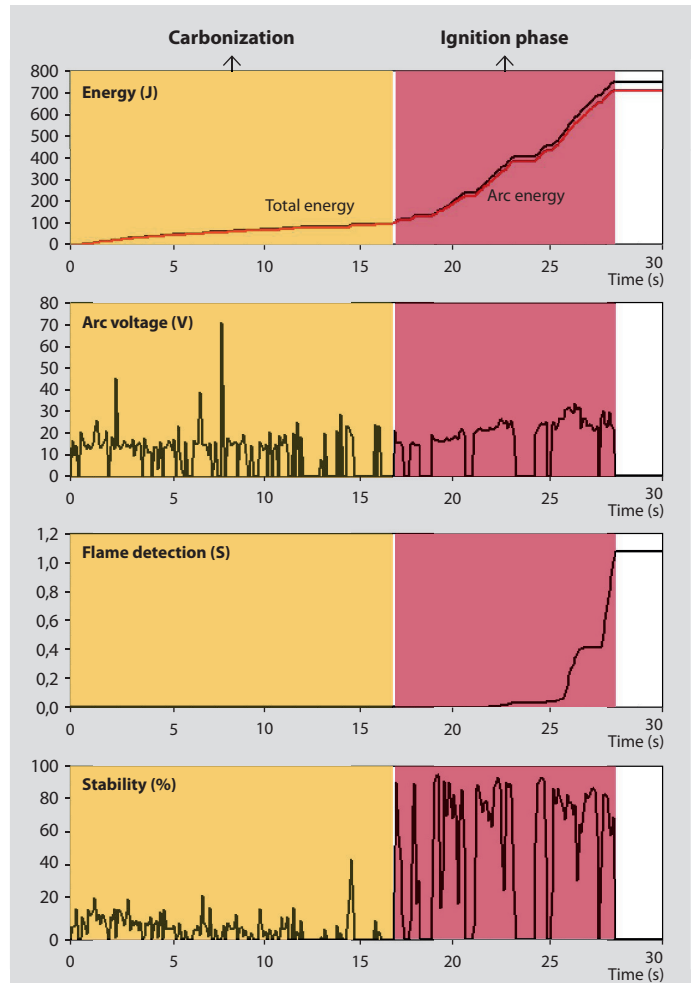 Carbonization Ignition phase
800
Energy (J)
700
600
500
400
300
200
Total energy
Arc energy
100
0
0 5 10 15 20 25 30
Time (s)
80
Arc voltage (V)
70
60
50
40
30
20
10
0
0 5 10 15 20 25 30
Time (s)
1,2
Flame detection (S)
1,0
0,8
0,6
0,4
0,2
0,0
0 5 10 15 20 25 30
Time (s)
100
Stability (%)
80
60
40
20
0
0 5 10 15 20 25 30
Time (s)